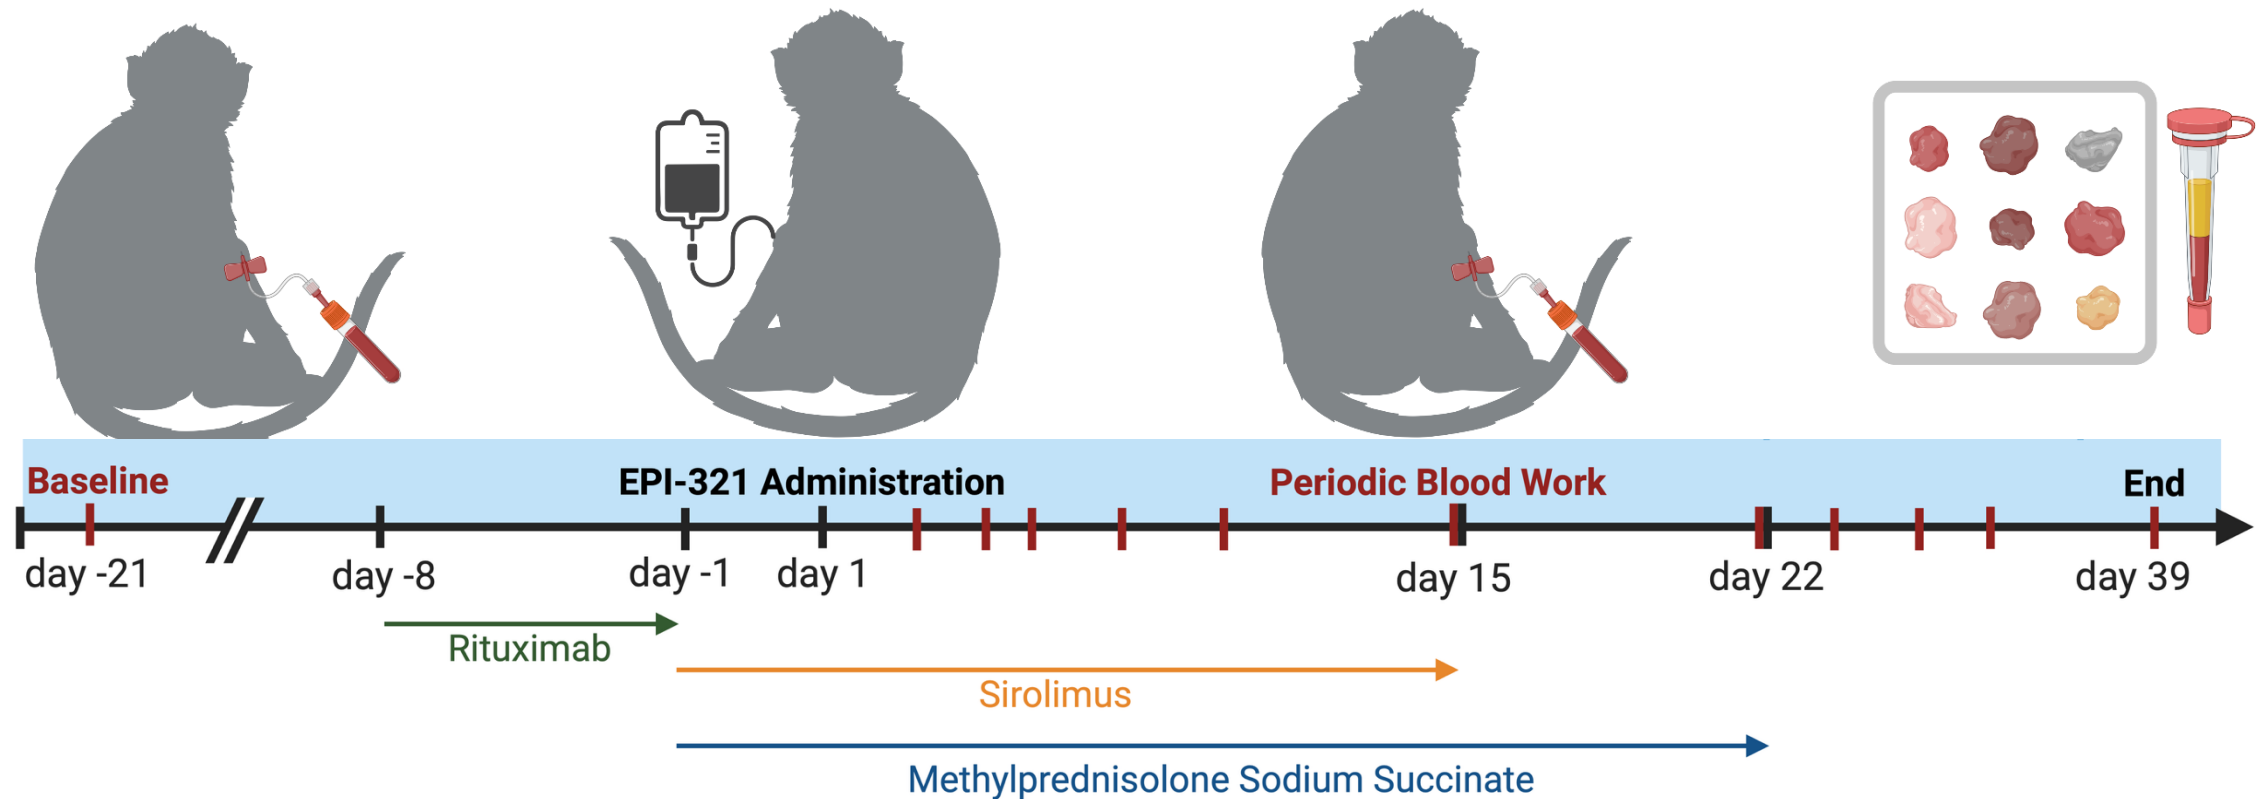 Baseline
EPI-321 Administration
Periodic Blood Work
End
day -21
day -8
day -1
day 1
day 15
day 22
day 39
Rituximab
Sirolimus
Methylprednisolone Sodium Succinate